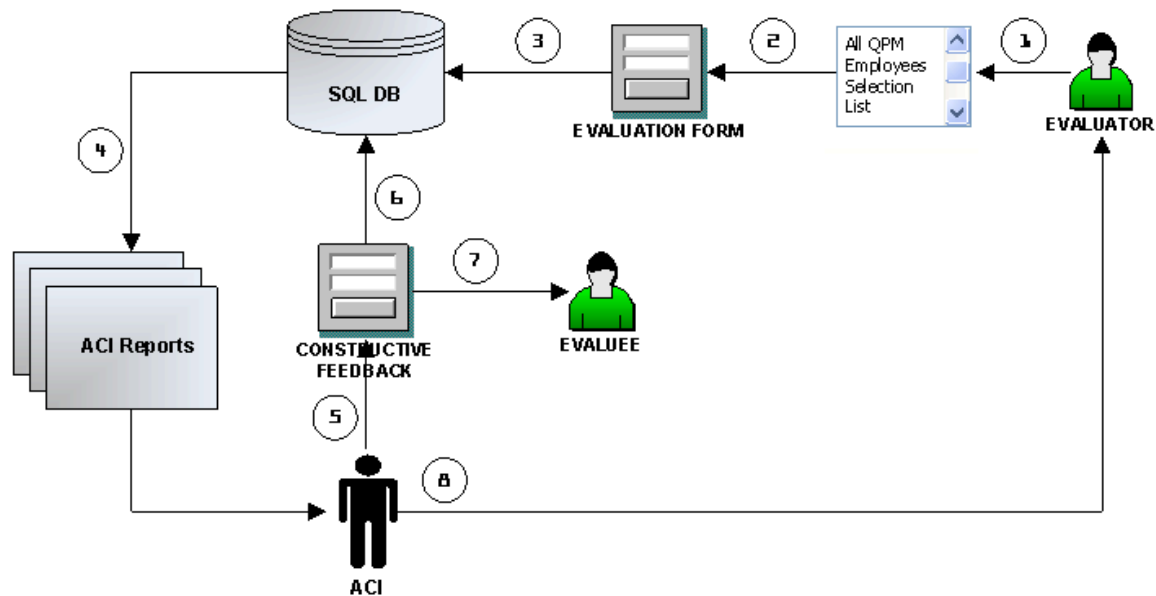 3
2
1
All QPM
Employees
Selection
List
SQL DB
EVALUATION FORM
EVALUATOR
4
6
7
ACI Reports
CONSTRUCTIVE
FEEDBACK
EVALUEE
5
8
ACI